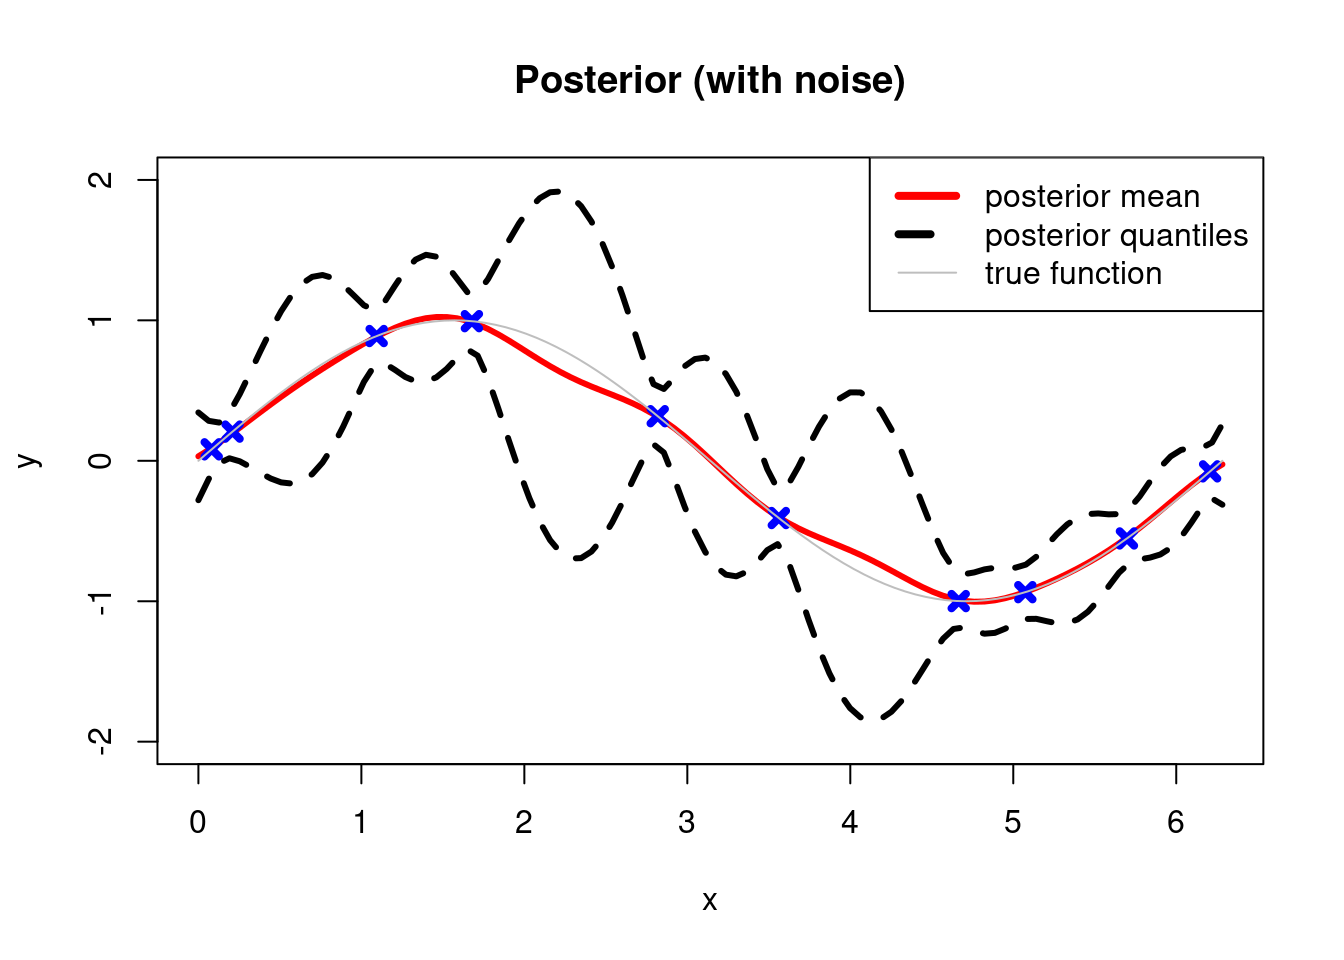 Posterior (with noise)
posterior mean
posterior quantiles
true function
y
2
1
0
-1
-2
0 1 2 3 4 5 6
x